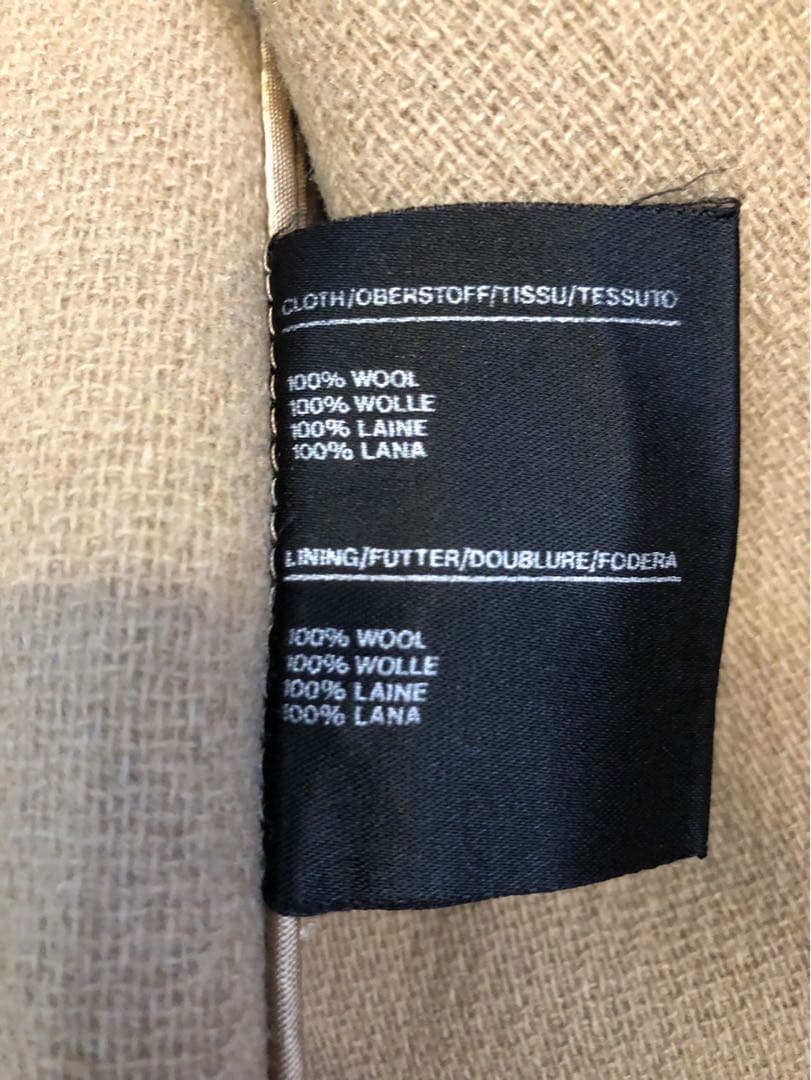 CLOTH/OBERSTOFF/TISSU/TESSUTO
100% WOOL
100% WOLLE
100% LAINE
100% LANA
LINING/FUTTER/DOUBLURE/FODERA
100% WOOL
100% WOLLE
100% LAINE
100% LANA